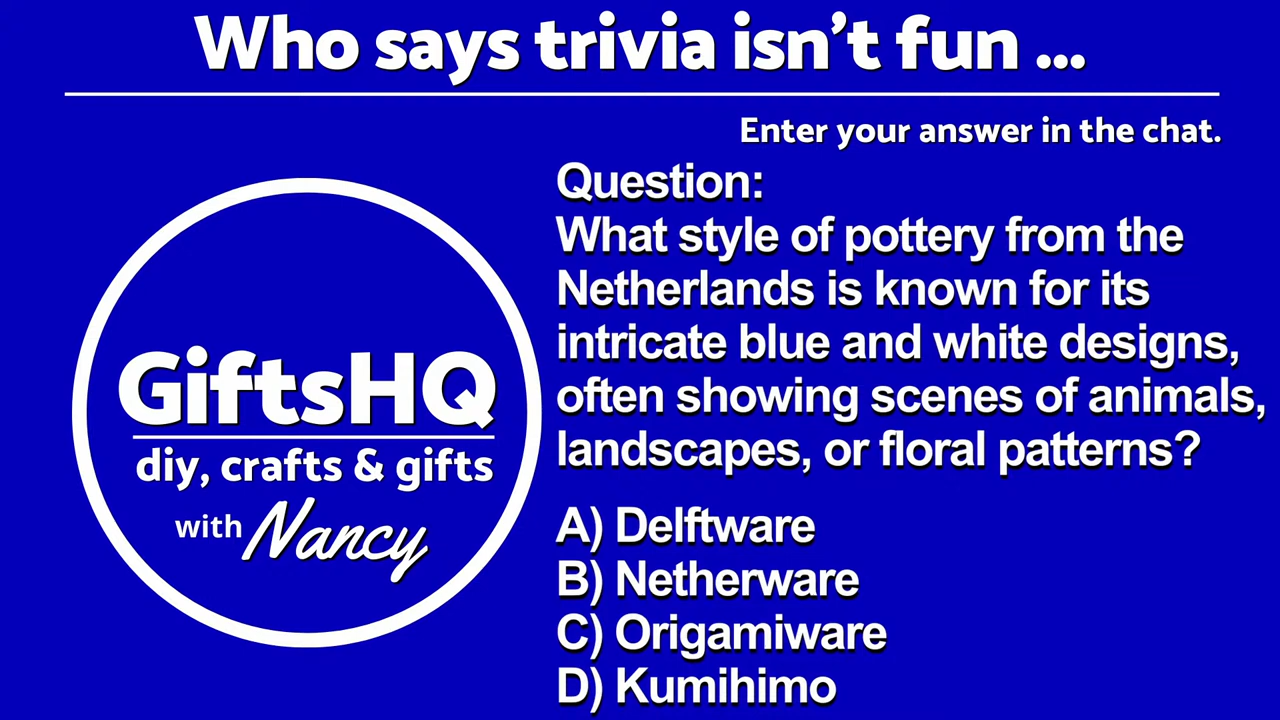 Who says trivia isn't fun ...
Enter your answer in the chat.
GiftsHQ
diy, crafts & gifts
with Nancy
Question:
What style of pottery from the
Netherlands is known for its
intricate blue and white designs,
often showing scenes of animals,
landscapes, or floral patterns?
A) Delftware
B) Netherware
C) Origamiware
D) Kumihimo